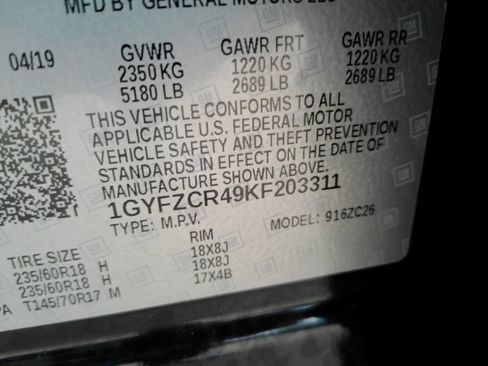 MFD BY GENERAL MOTORS LLC
04/19 GVWR GAWR FRT GAWR RR
2350 KG 1220 KG 1220 KG
5180 LB 2689 LB 2689 LB
THIS VEHICLE CONFORMS TO ALL
APPLICABLE U.S. FEDERAL MOTOR
VEHICLE SAFETY AND THEFT PREVENTION
STANDARDS IN EFFECT ON THE DATE OF
MANUFACTURE SHOWN ABOVE.
1GYFZCR49KF203311
TYPE: M.P.V. MODEL: 916ZC26
TIRE SIZE RIM
235/60R18 H 18X8J
235/60R18 H 18X8J
PA T145/70R17 M 17X4B